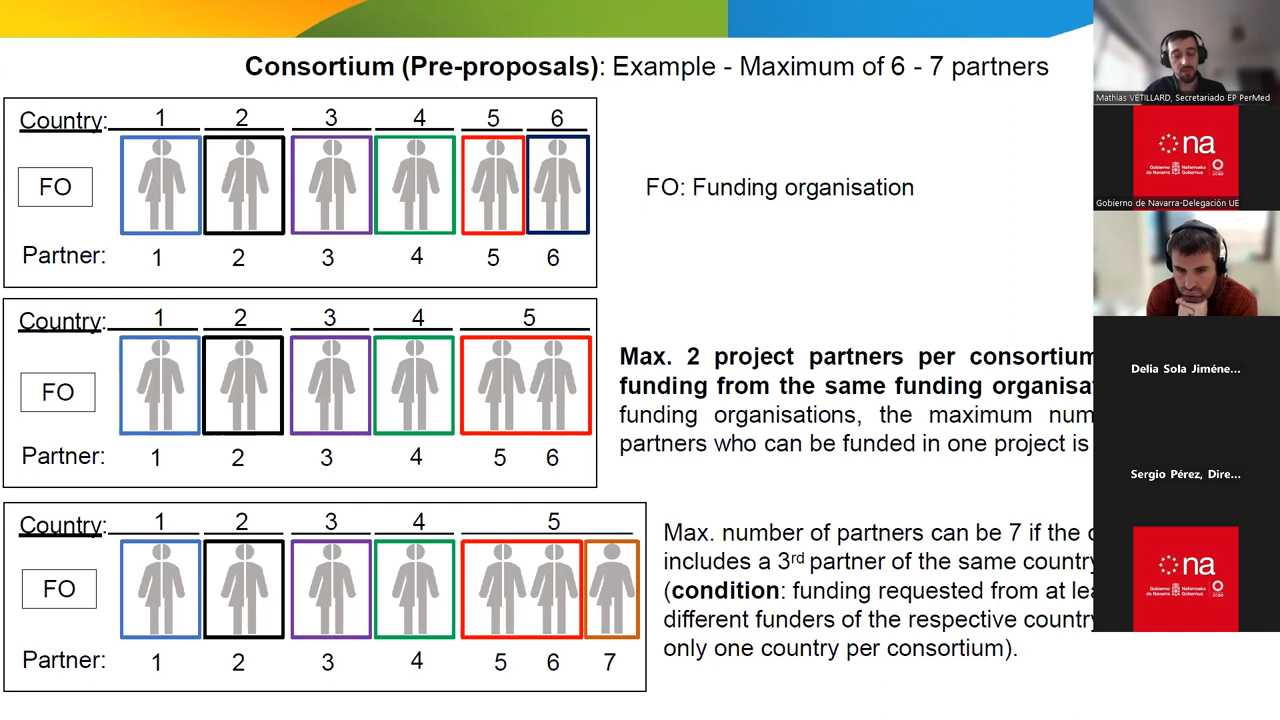 Consortium (Pre-proposals): Example - Maximum of 6 - 7 partners
Country: 1 2 3 4 5 6
FO
Partner: 1 2 3 4 5 6
FO: Funding organisation
Country: 1 2 3 4 5
FO
Partner: 1 2 3 4 5 6
Max. 2 project partners per consortium
funding from the same funding
funding organisations, the maximum
partners who can be funded in one project is
Country: 1 2 3 4 5
FO
Partner: 1 2 3 4 5 6 7
Max. number of partners can be 7 if the
includes a 3rd partner of the same country
(condition: funding requested from at
different funders of the respective country
only one country per consortium).
Mathias VETILLARD, Secretariado EP PerMed
na
Gobierno de Navarra Nafarroako Gobernua
Gobierno de Navarra-Delegación UE
Delia Sola Jiméne...
Sergio Pérez, Dire...
na
Gobierno de Navarra Nafarroako Gobernua